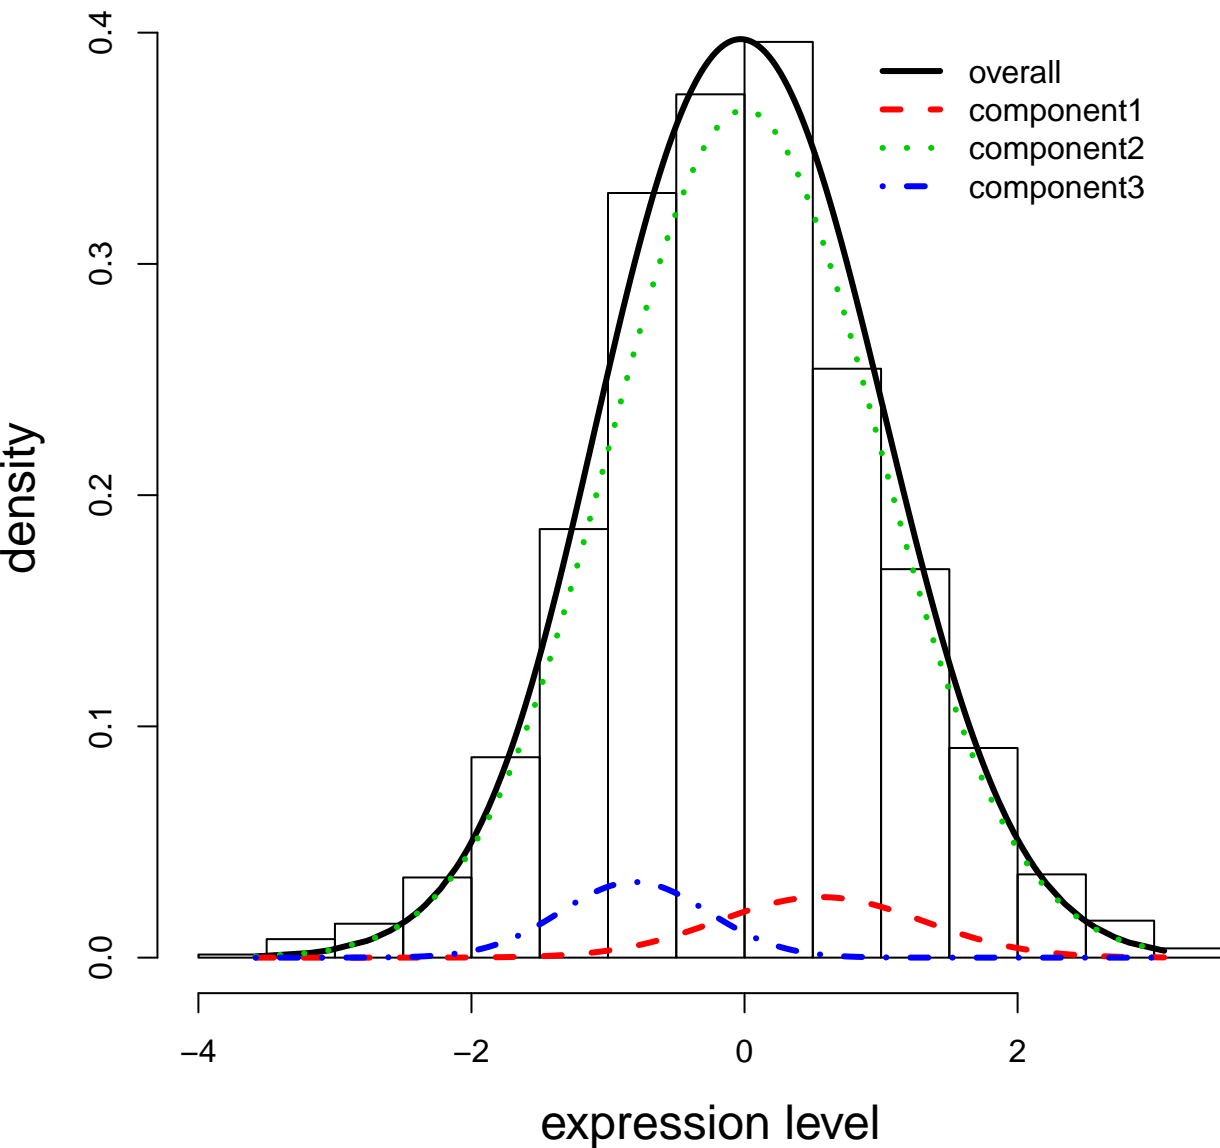 overall
component1
component2
component3
density
0.4
0.3
0.2
0.1
0.0
−4
−2
0
2
expression level